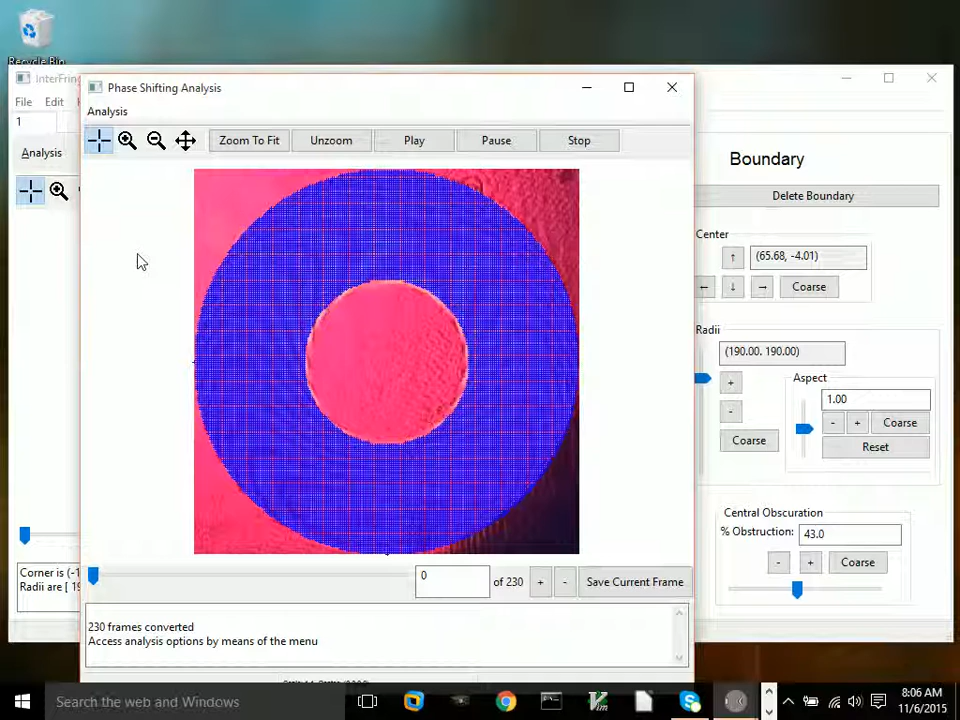 Recycle Bin
InterFrin
File Edit
1
Analysis
Corner is (-1
Radii are [ 19
Phase Shifting Analysis
Analysis
Zoom To Fit Unzoom Play Pause Stop
0 of 230 + - Save Current Frame
230 frames converted
Access analysis options by means of the menu
Boundary
Delete Boundary
Center
↑ (65.68, -4.01)
← ↓ → Coarse
Radii
(190.00. 190.00)
+
-
Coarse
Aspect
1.00
- + Coarse
Reset
Central Obscuration
% Obstruction: 43.0
- + Coarse
Search the web and Windows
8:06 AM
11/6/2015